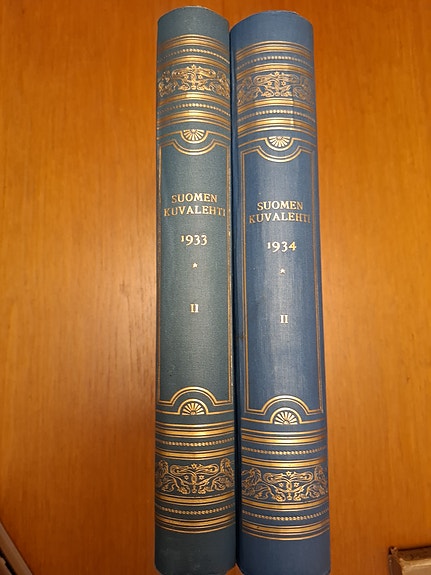 SUOMEN
KUVALEHTI
1933
*
II
SUOMEN
KUVALEHTI
1934
*
II